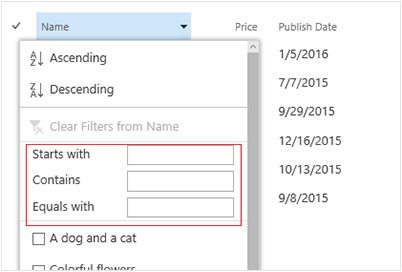 Name Price Publish Date
Ascending
Descending
Clear Filters from Name
Starts with
Contains
Equals with
A dog and a cat
Colorful flowers
1/5/2016
7/7/2015
9/29/2015
12/16/2015
10/13/2015
9/8/2015